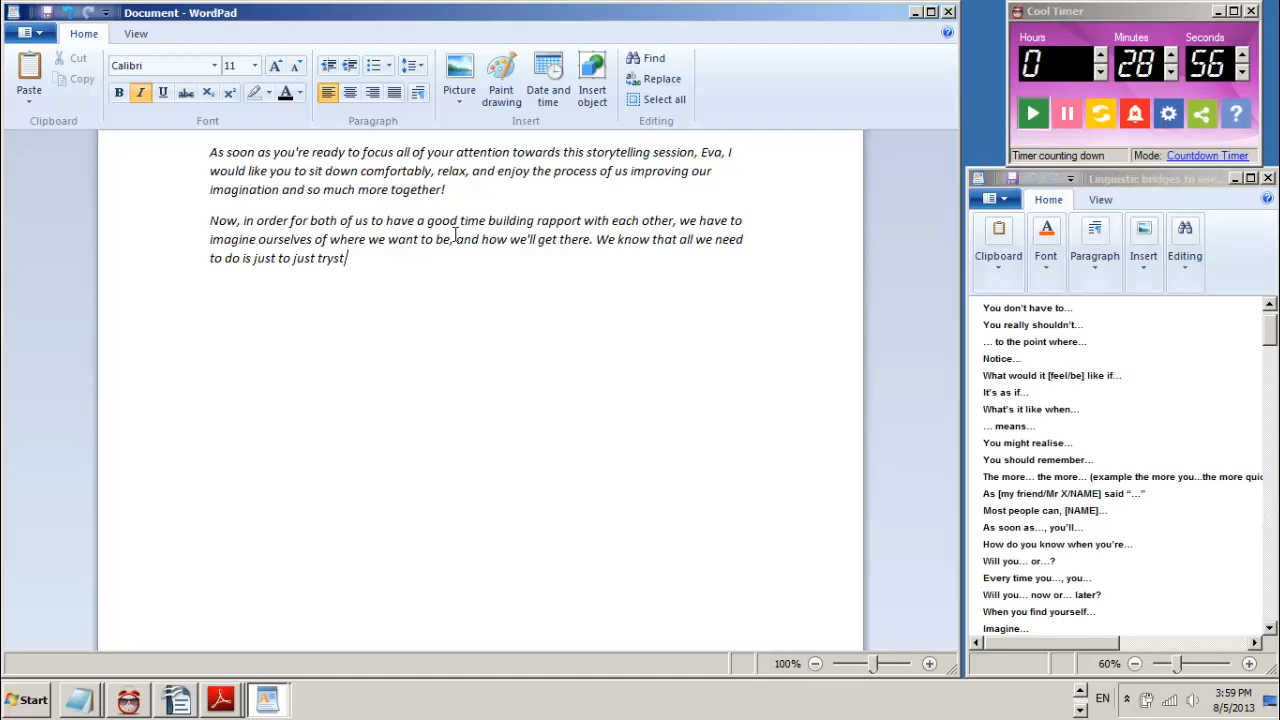 Document - WordPad
Home
View
Paste
Cut
Copy
Clipboard
Calibri
11
Font
Paragraph
Picture
Paint drawing
Date and time
Insert object
Insert
Find
Replace
Select all
Editing
As soon as you're ready to focus all of your attention towards this storytelling session, Eva, I
would like you to sit down comfortably, relax, and enjoy the process of us improving our
imagination and so much more together!
Now, in order for both of us to have a good time building rapport with each other, we have to
imagine ourselves of where we want to be, and how we'll get there. We know that all we need
to do is just to just tryst
100%
Cool Timer
Hours
Minutes
Seconds
0
28
56
Timer counting down
Mode: Countdown Timer
Linguistic bridges to use...
Home
View
Clipboard
Font
Paragraph
Insert
Editing
You don't have to…
You really shouldn't…
… to the point where…
Notice…
What would it [feel/be] like if…
It's as if…
What's it like when…
… means…
You might realise…
You should remember…
The more… the more… (example the more you...the more quic
As [my friend/Mr X/NAME] said “…”
Most people can, [NAME]…
As soon as…, you'll…
How do you know when you're…
Will you… or…?
Every time you…, you…
Will you… now or… later?
When you find yourself…
Imagine…
60%
Start
EN
3:59 PM
8/5/2013